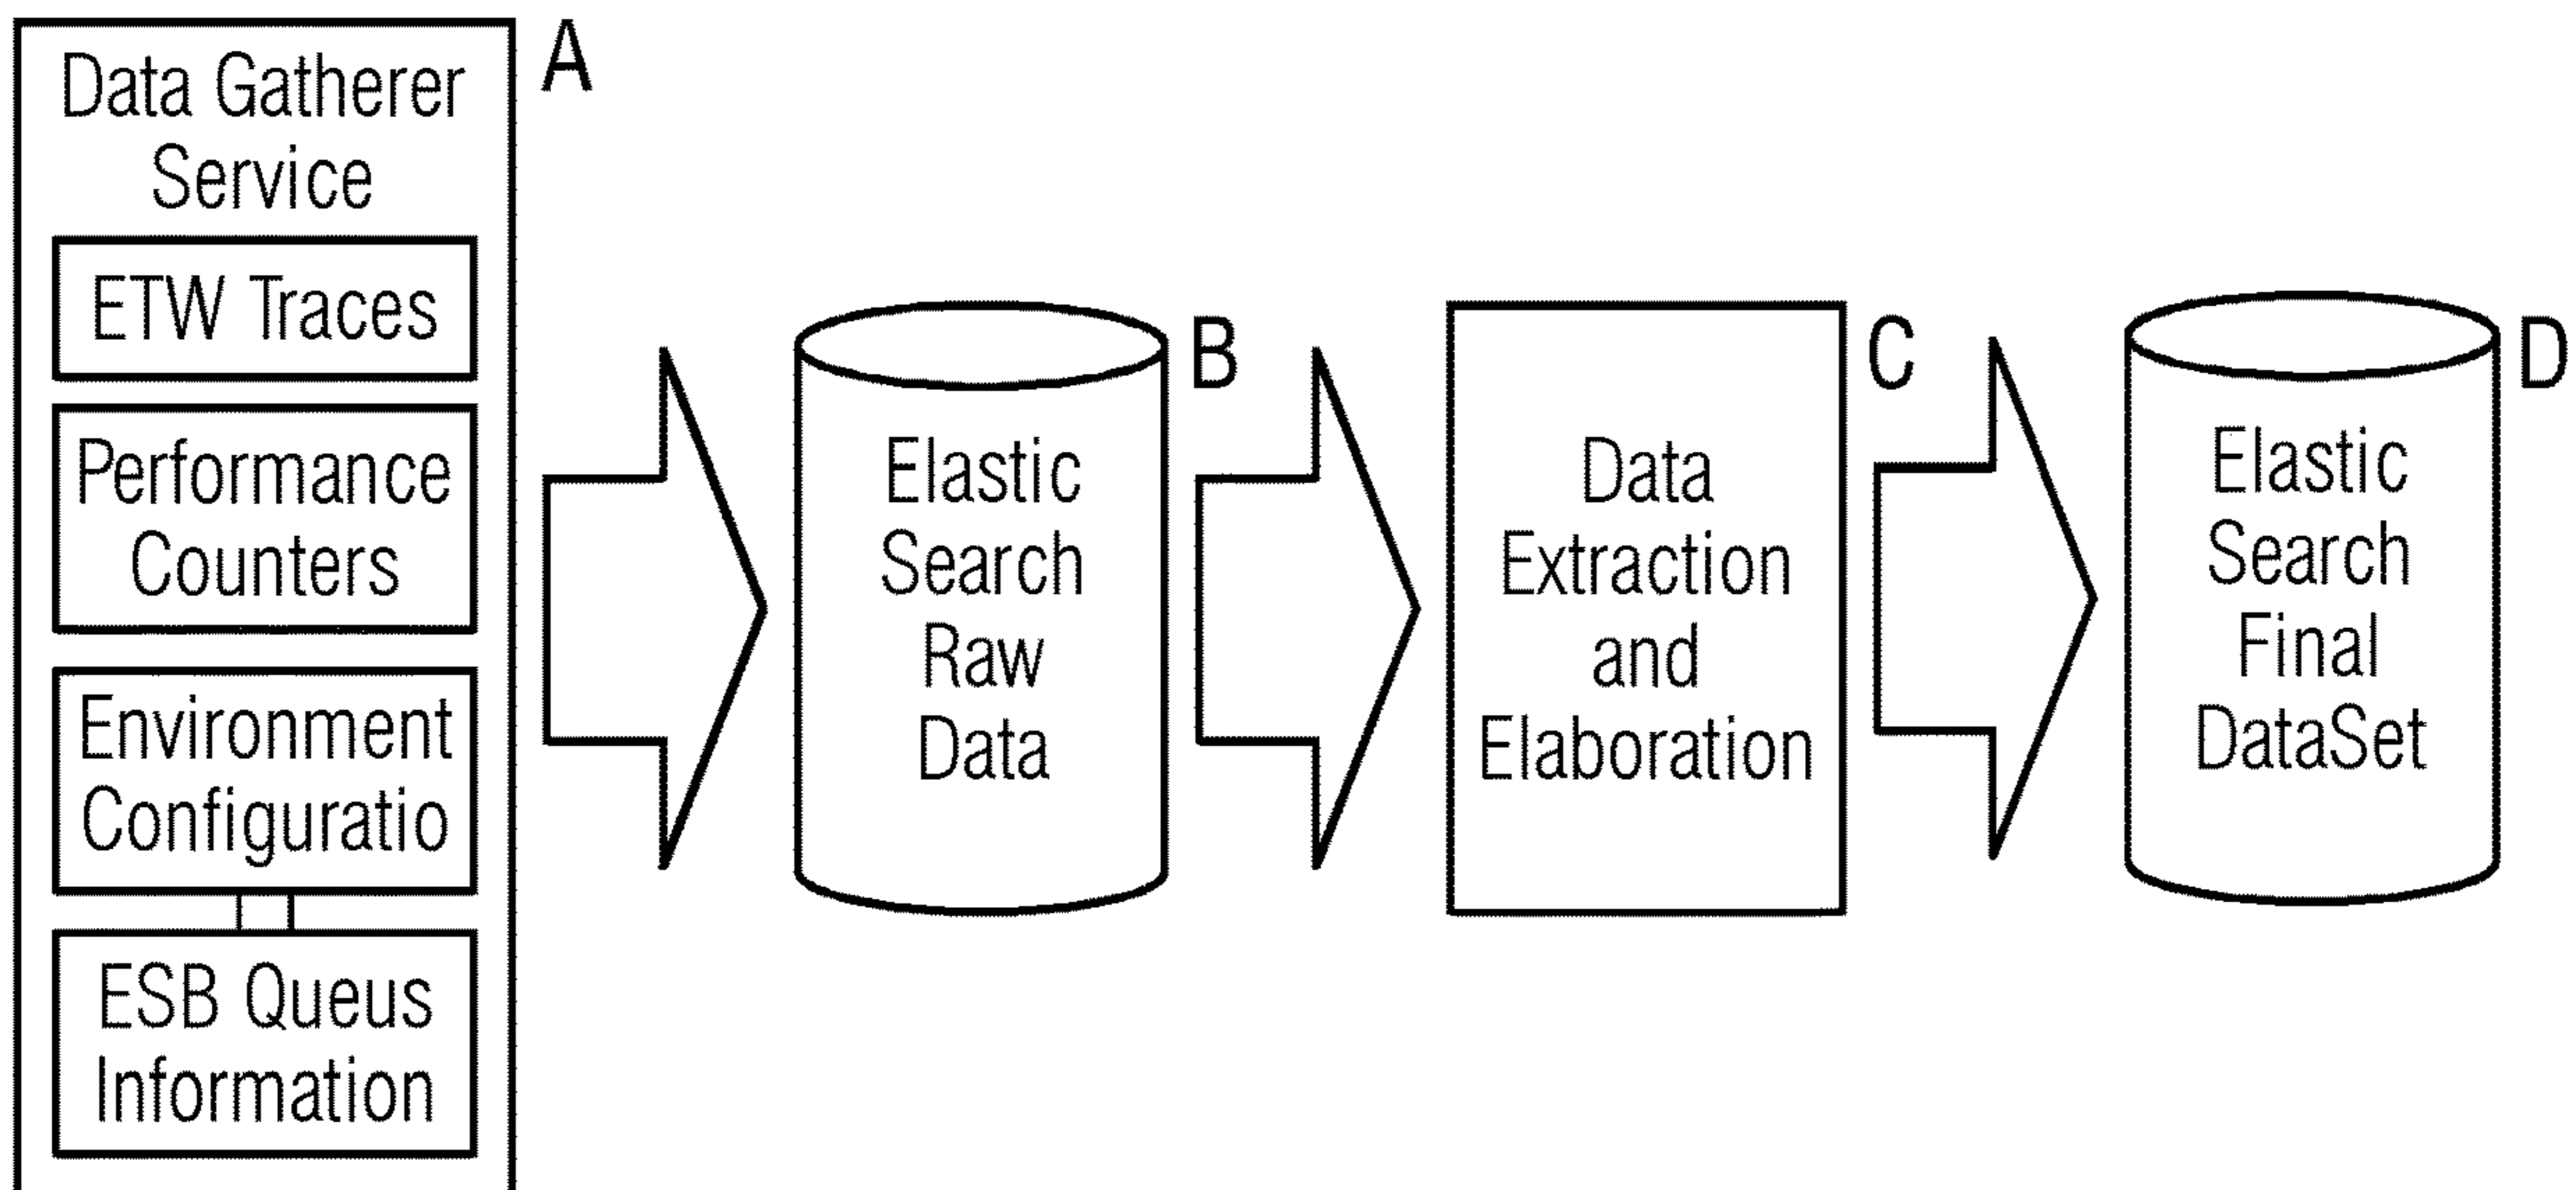 Data Gatherer
Service
A
ETW Traces
Performance
Counters
Environment
Configuratio
ESB Queus
Information
Elastic
Search
Raw
Data
B
Data
Extraction
and
Elaboration
C
Elastic
Search
Final
DataSet
D